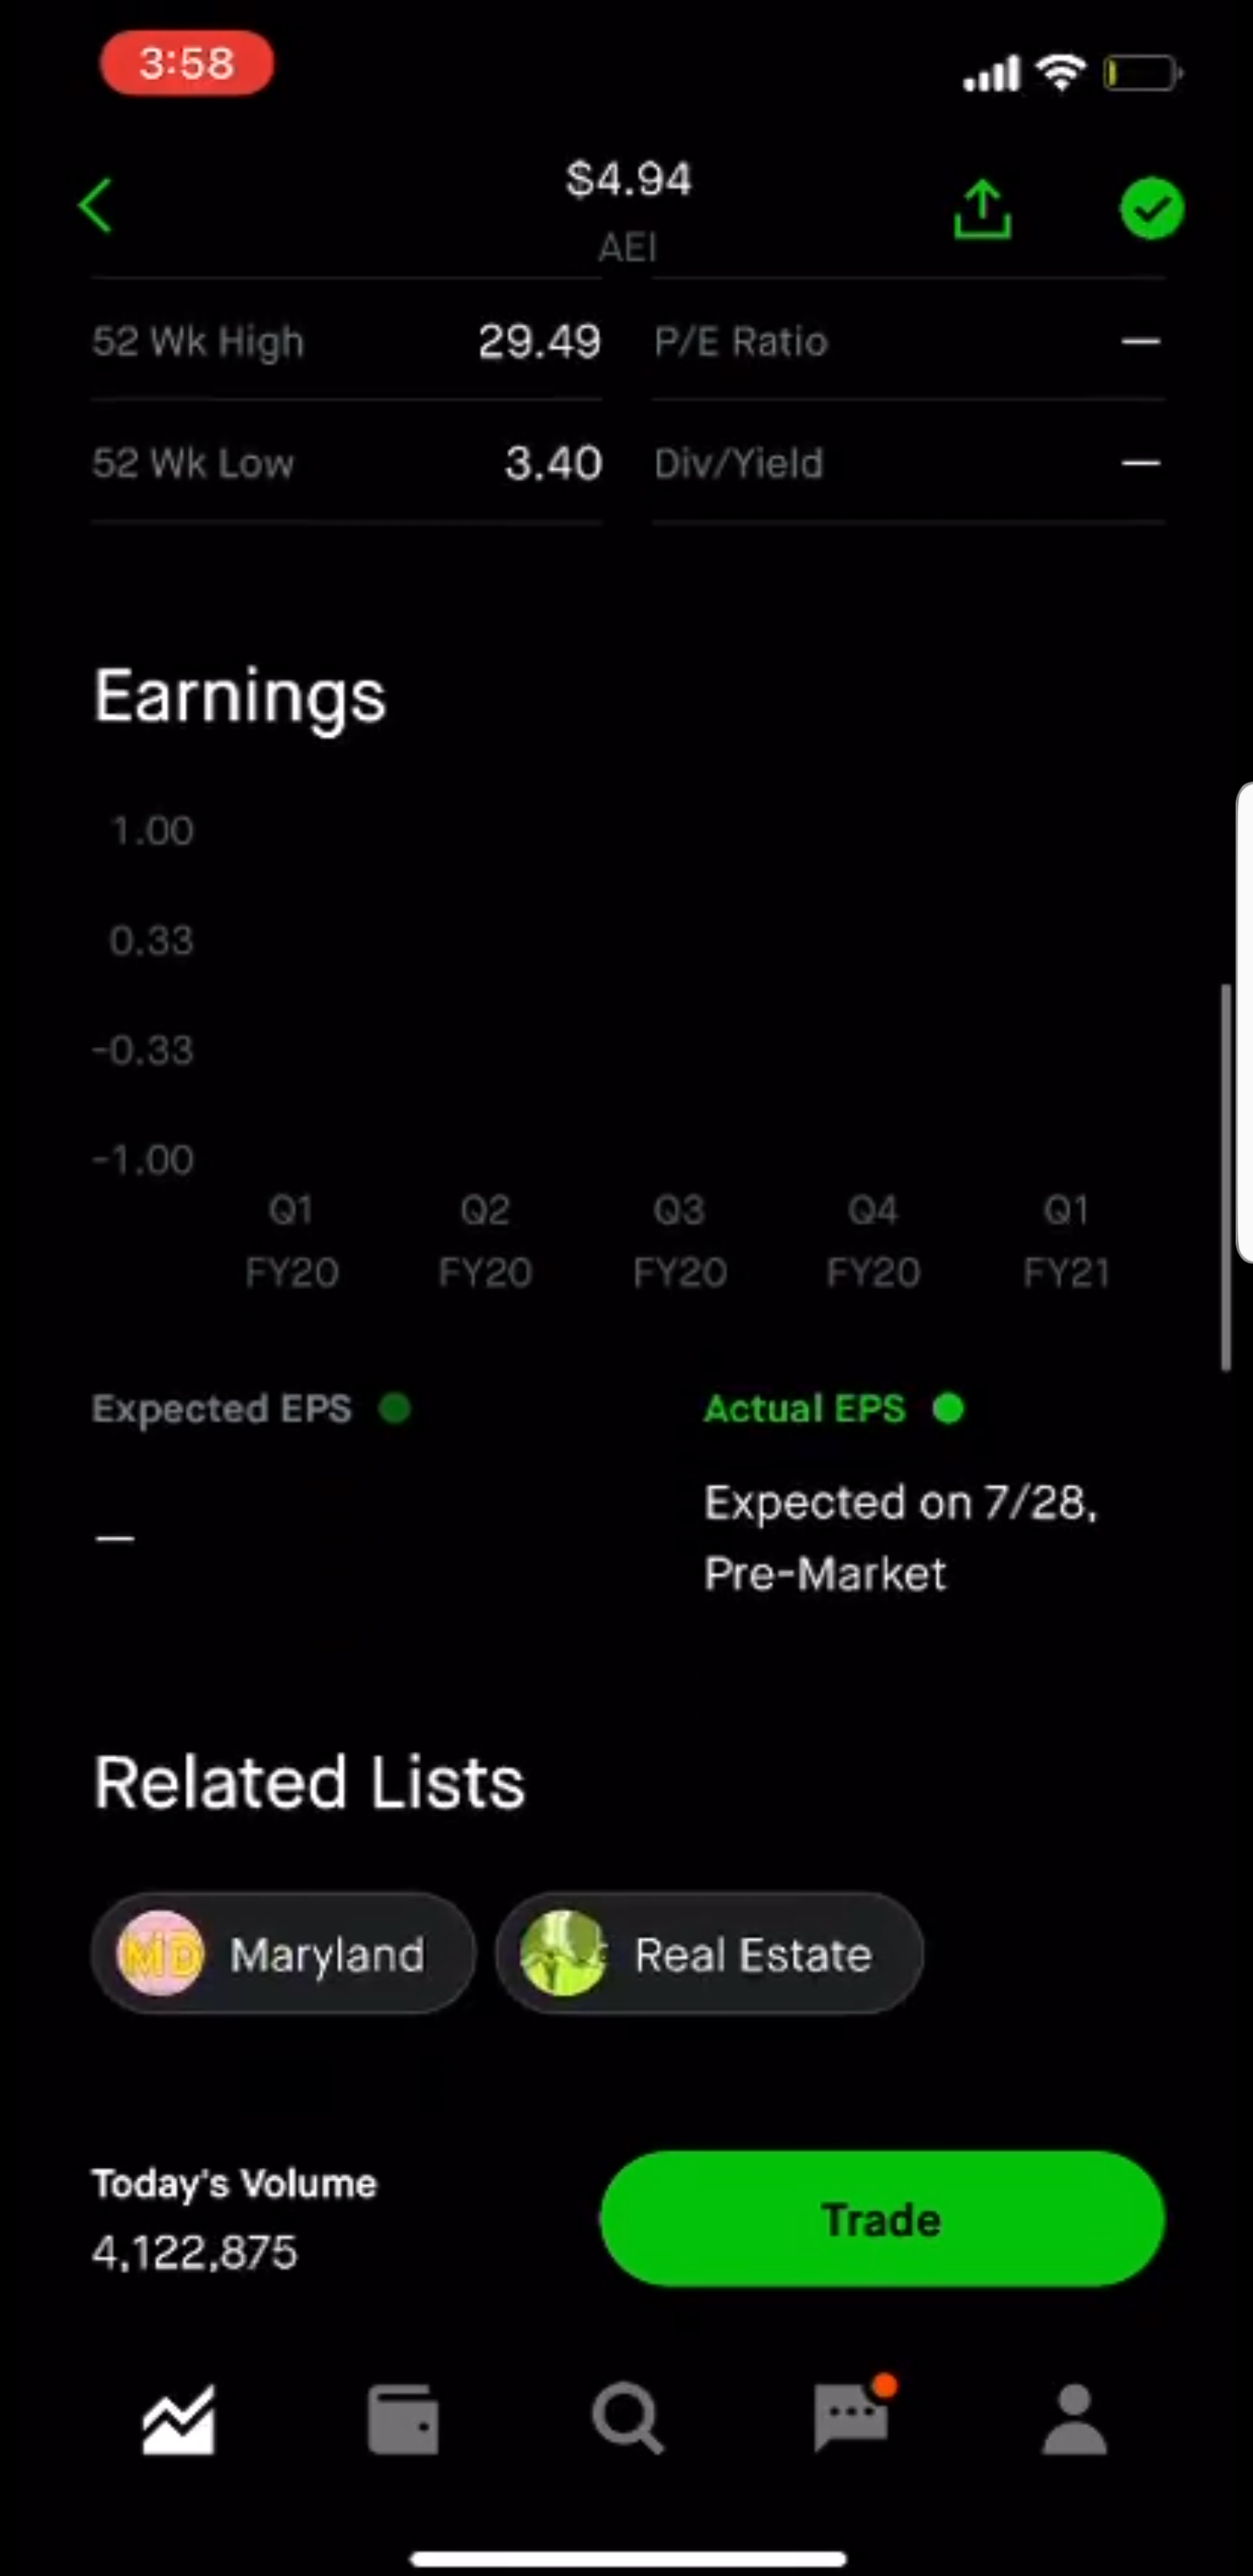 3:58
$4.94
AEI
52 Wk High 29.49 P/E Ratio —
52 Wk Low 3.40 Div/Yield —
Earnings
1.00
0.33
-0.33
-1.00
Q1 Q2 Q3 Q4 Q1
FY20 FY20 FY20 FY20 FY21
Expected EPS Actual EPS
— Expected on 7/28,
Pre-Market
Related Lists
MD Maryland Real Estate
Today's Volume
4,122,875
Trade